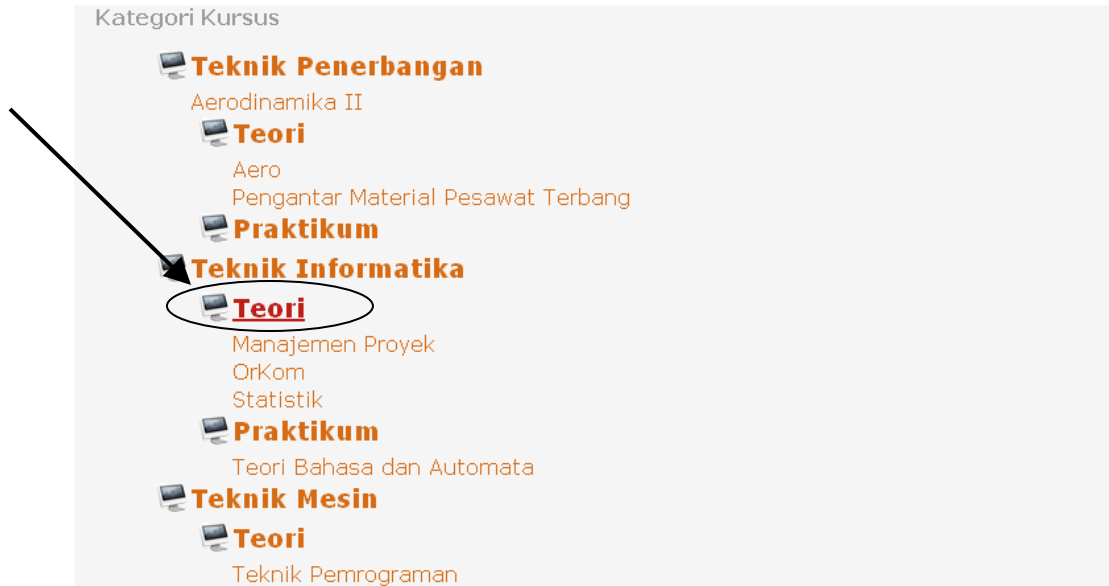 Kategori Kursus
Teknik Penerbangan
Aerodinamika II
Teori
Aero
Pengantar Material Pesawat Terbang
Praktikum
Teknik Informatika
Teori
Manajemen Proyek
OrKom
Statistik
Praktikum
Teori Bahasa dan Automata
Teknik Mesin
Teori
Teknik Pemrograman